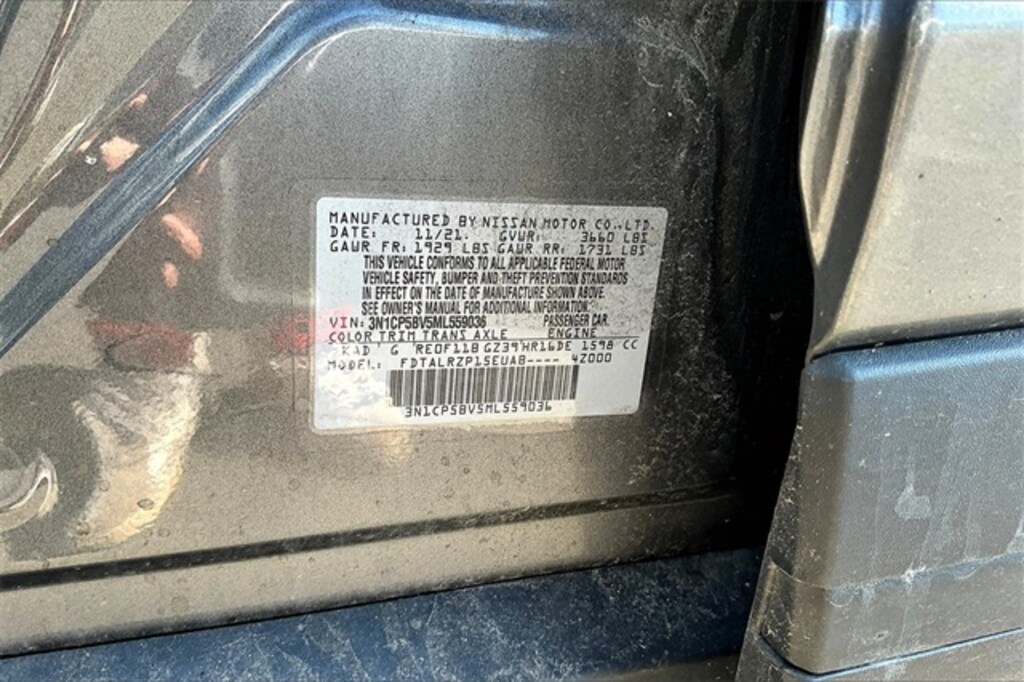 MANUFACTURED BY NISSAN MOTOR CO.,LTD.
DATE: 11/21. GVWR: 3660 LBS
GAWR FR: 1929 LBS GAWR RR: 1731 LBS
THIS VEHICLE CONFORMS TO ALL APPLICABLE FEDERAL MOTOR
VEHICLE SAFETY, BUMPER AND THEFT PREVENTION STANDARDS
IN EFFECT ON THE DATE OF MANUFACTURE SHOWN ABOVE.
SEE OWNER'S MANUAL FOR ADDITIONAL INFORMATION.
VIN: 3N1CP5BV5ML559036 PASSENGER CAR.
COLOR TRIM TRANS AXLE ENGINE
KAD G RE0F11B GZ39 HR16DE 1598 CC
MODEL: FDTALRZP15EUAB---- 42000
3N1CP5BV5ML559036